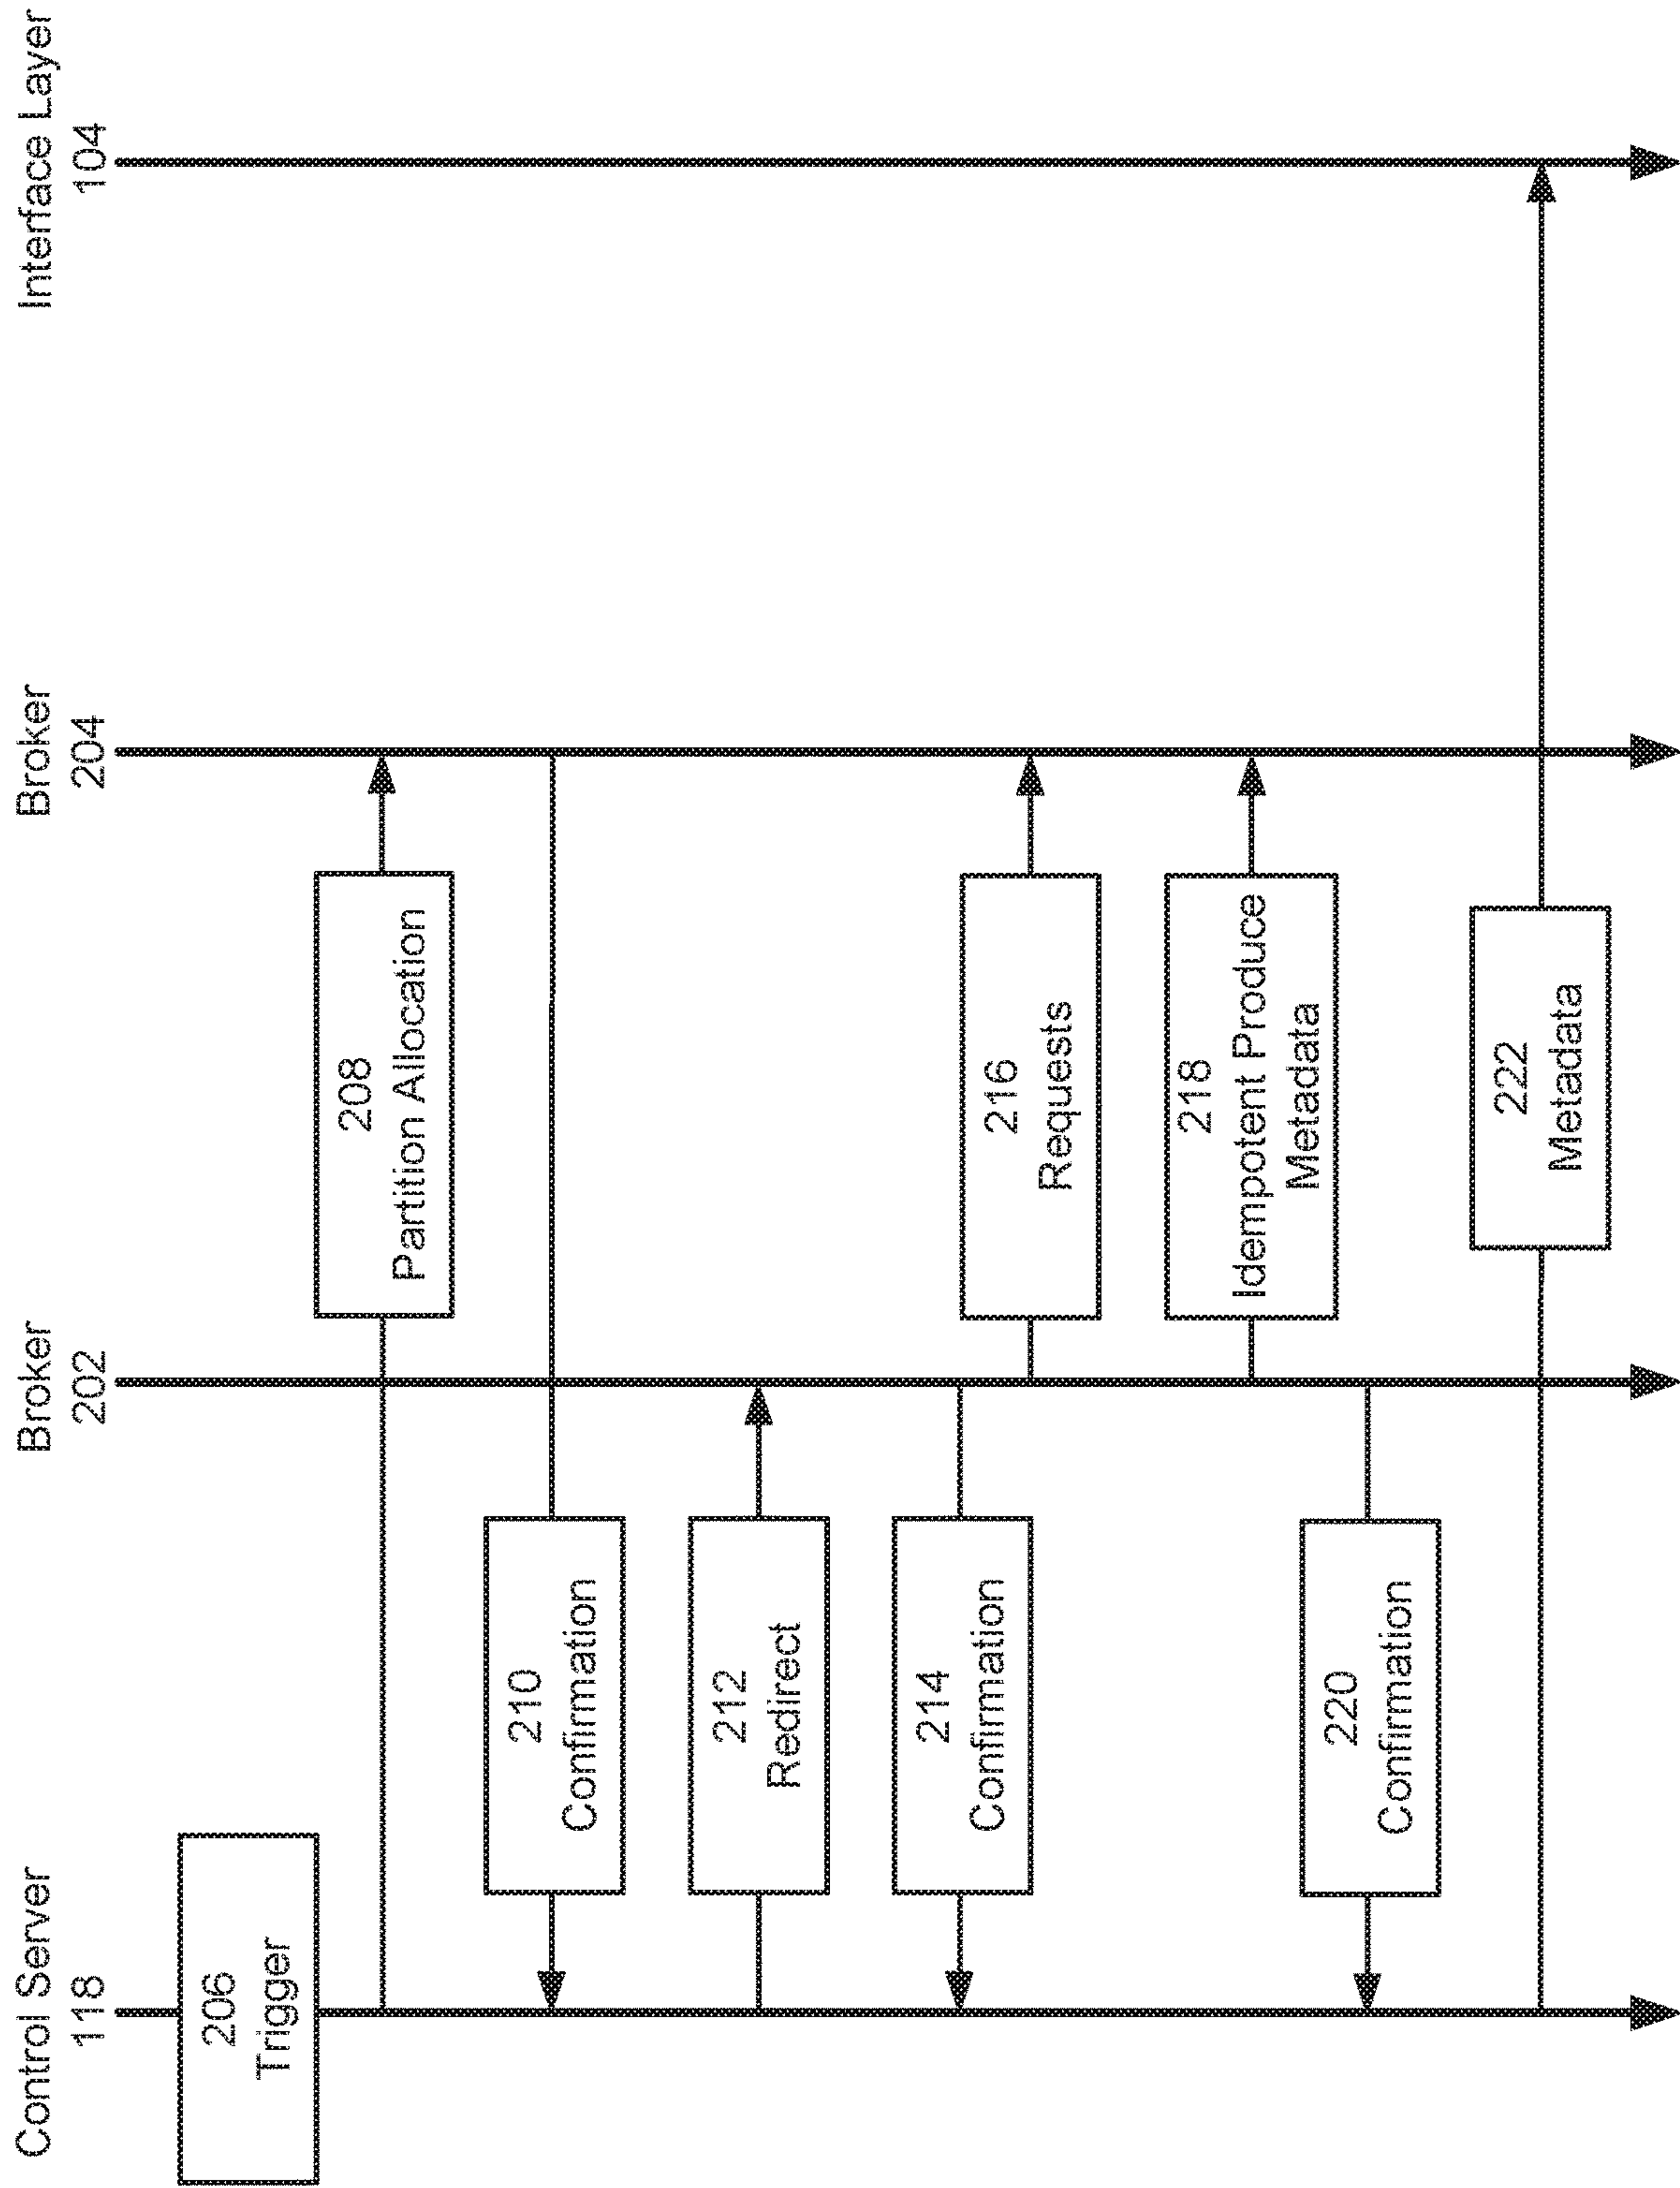 Control Server
118
Broker
202
Broker
204
Interface Layer
104
206
Trigger
208
Partition Allocation
210
Confirmation
212
Redirect
214
Confirmation
216
Requests
218
Idempotent Produce
Metadata
220
Confirmation
222
Metadata